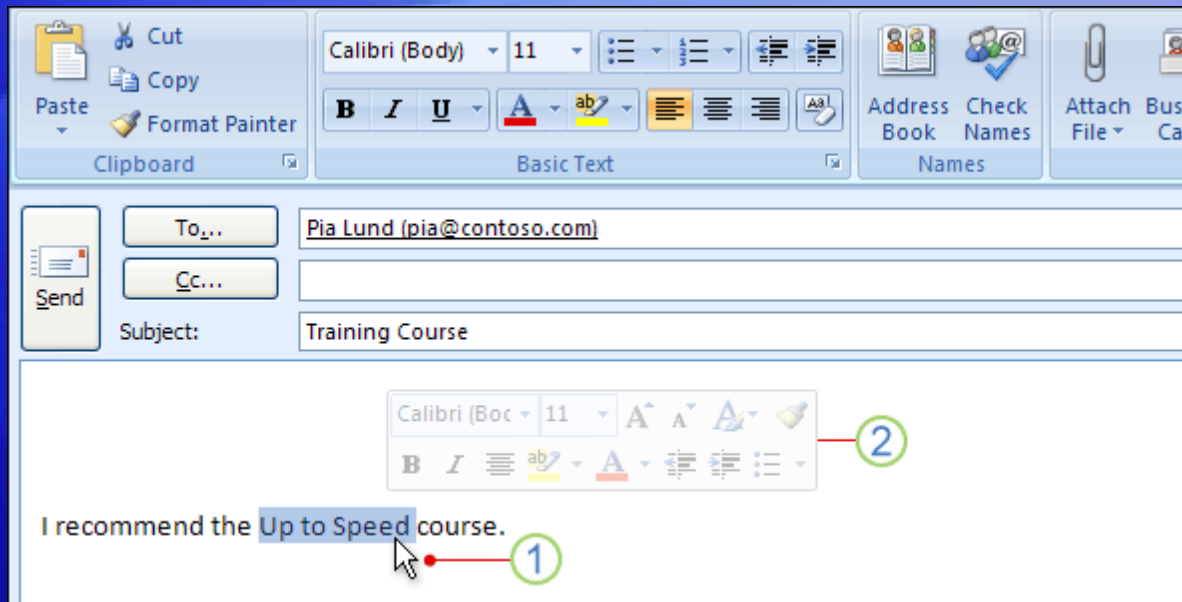 Paste
Cut
Copy
Format Painter
Clipboard
Calibri (Body) 11
B I U A ab
Aa
Basic Text
Address Book
Check Names
Names
Attach File
Send
To...
Pia Lund (pia@contoso.com)
Cc...
Subject:
Training Course
Calibri (Boc 11 A A A
B I ab A
2
I recommend the Up to Speed course.
1